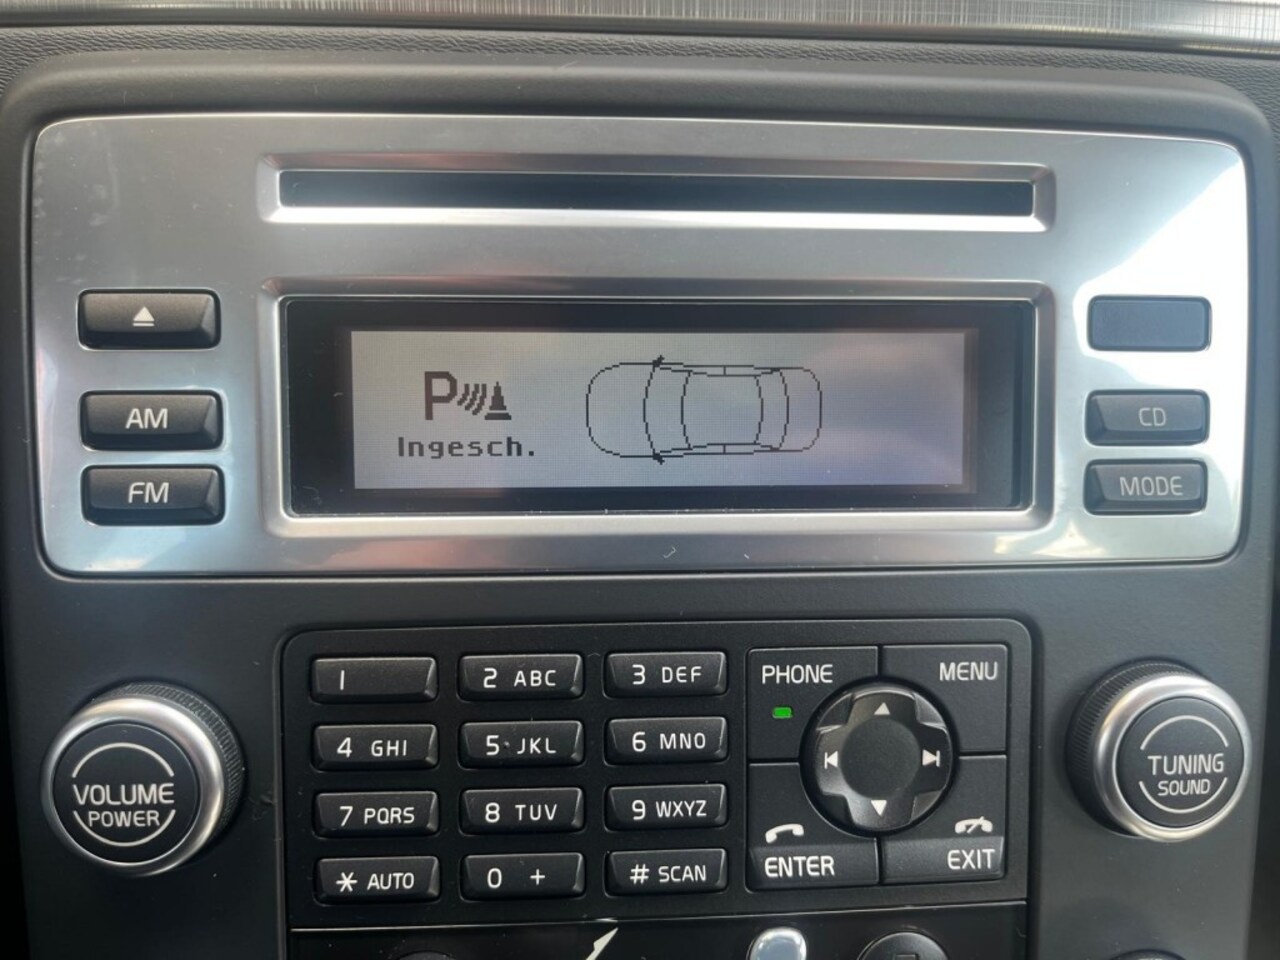 AM
FM
P
Ingesch.
CD
MODE
1
2 ABC
3 DEF
4 GHI
5 JKL
6 MNO
7 PQRS
8 TUV
9 WXYZ
* AUTO
0 +
# SCAN
PHONE
MENU
ENTER
EXIT
VOLUME
POWER
TUNING
SOUND